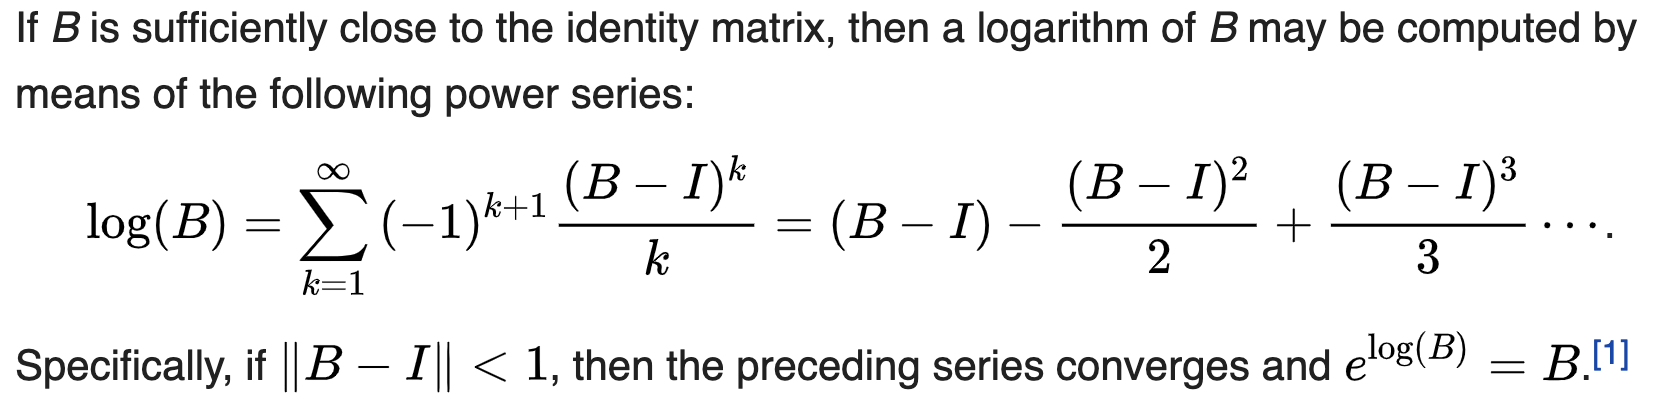 If B is sufficiently close to the identity matrix, then a logarithm of B may be computed by
means of the following power series:
log(B) = ∑_{k=1}^{∞} (−1)^{k+1} (B − I)^k / k = (B − I) − (B − I)^2 / 2 + (B − I)^3 / 3 ⋯.
Specifically, if ‖B − I‖ < 1, then the preceding series converges and e^{log(B)} = B.[1]